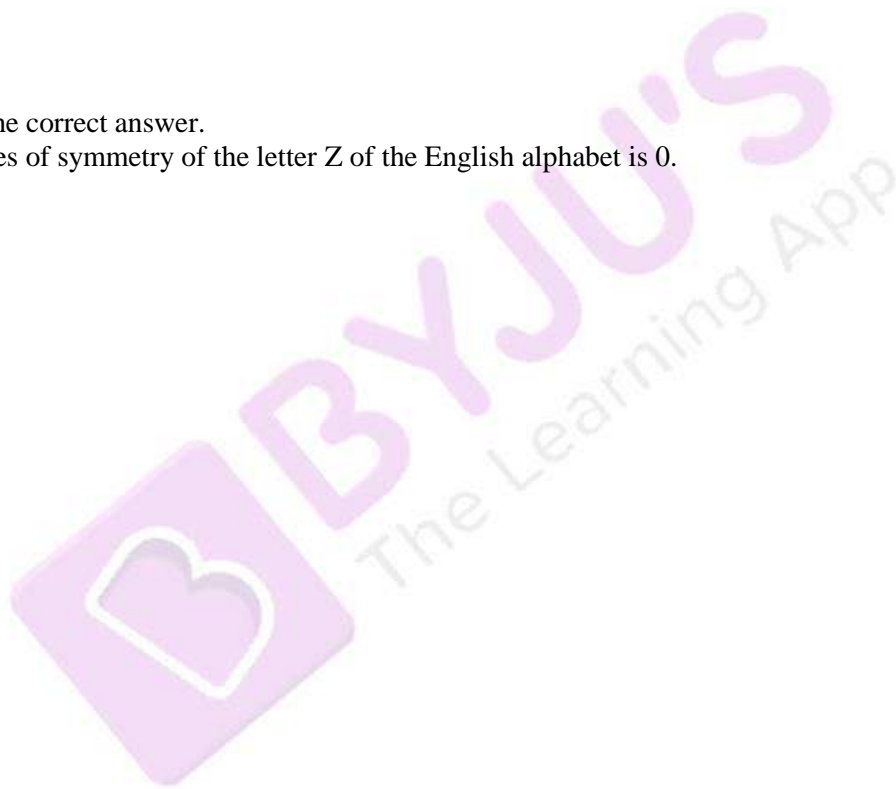 he correct answer.
es of symmetry of the letter Z of the English alphabet is 0.
BYJU'S
The Learning App
B